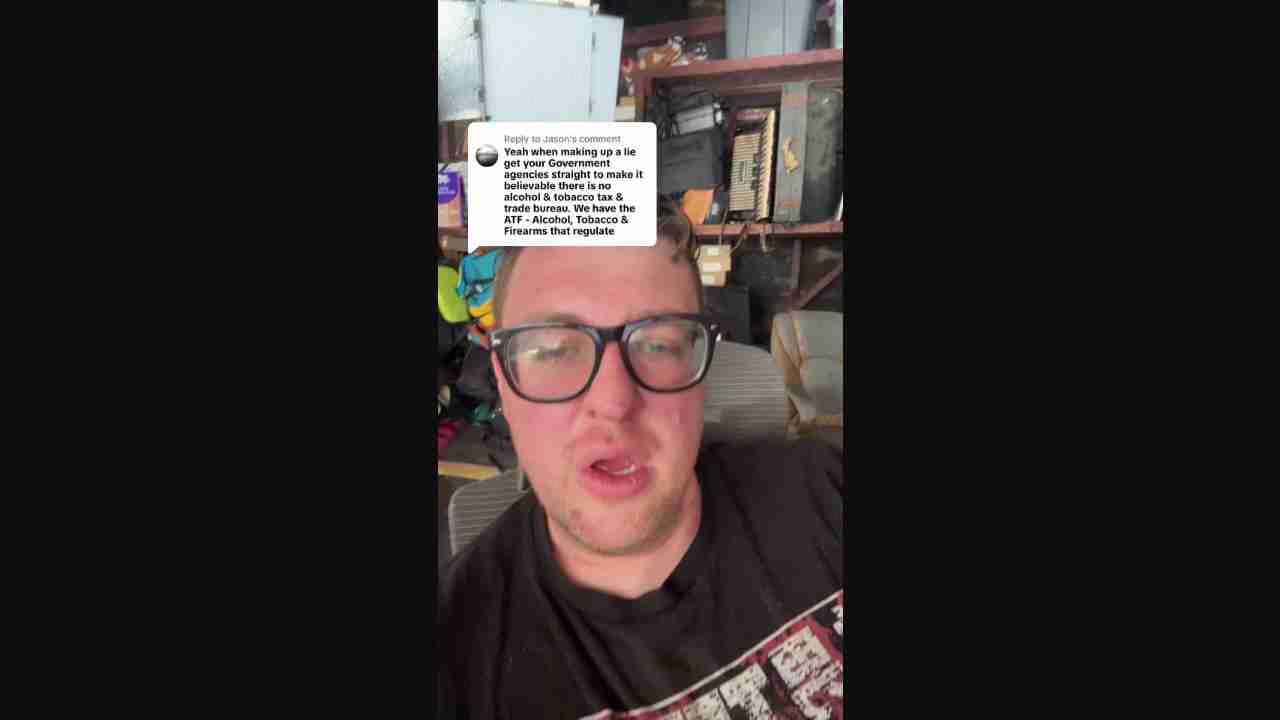 Reply to Jason's comment
Yeah when making up a lie
get your Government
agencies straight to make it
believable there is no
alcohol & tobacco tax &
trade bureau. We have the
ATF - Alcohol, Tobacco &
Firearms that regulate